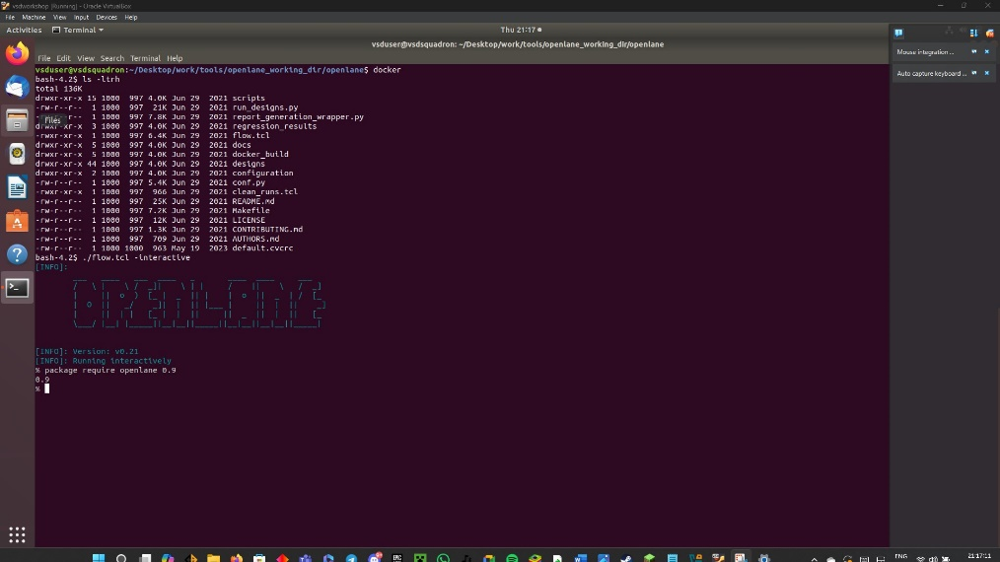 vsdworkshop [Running] - Oracle VirtualBox
File Machine View Input Devices Help
Activities Terminal Thu 21:17
vsduser@vsdsquadron: ~/Desktop/work/tools/openlane_working_dir/openlane
File Edit View Search Terminal Help
Mouse integration ...
Auto capture keyboard ...
Files
vsduser@vsdsquadron:~/Desktop/work/tools/openlane_working_dir/openlane$ docker
bash-4.2$ ls -ltrh
total 136K
drwxr-xr-x 15 1000 997 4.0K Jun 29 2021 scripts
-rw-r--r-- 1 1000 997 21K Jun 29 2021 run_designs.py
-rw-r--r-- 1 1000 997 7.8K Jun 29 2021 report_generation_wrapper.py
drwxr-xr-x 3 1000 997 4.0K Jun 29 2021 regression_results
-rwxr-xr-x 1 1000 997 6.4K Jun 29 2021 flow.tcl
drwxr-xr-x 5 1000 997 4.0K Jun 29 2021 docs
drwxr-xr-x 5 1000 997 4.0K Jun 29 2021 docker_build
drwxr-xr-x 44 1000 997 4.0K Jun 29 2021 designs
drwxr-xr-x 2 1000 997 4.0K Jun 29 2021 configuration
-rw-r--r-- 1 1000 997 5.4K Jun 29 2021 conf.py
-rwxr-xr-x 1 1000 997 966 Jun 29 2021 clean_runs.tcl
-rw-r--r-- 1 1000 997 25K Jun 29 2021 README.md
-rw-r--r-- 1 1000 997 7.2K Jun 29 2021 Makefile
-rw-r--r-- 1 1000 997 12K Jun 29 2021 LICENSE
-rw-r--r-- 1 1000 997 1.3K Jun 29 2021 CONTRIBUTING.md
-rw-r--r-- 1 1000 997 709 Jun 29 2021 AUTHORS.md
-rw-r--r-- 1 1000 1000 963 May 19 2023 default.cvcrc
bash-4.2$ ./flow.tcl -interactive
[INFO]:
[INFO]: Version: v0.21
[INFO]: Running interactively
% package require openlane 0.9
0.9
%
ENG
21:17:11